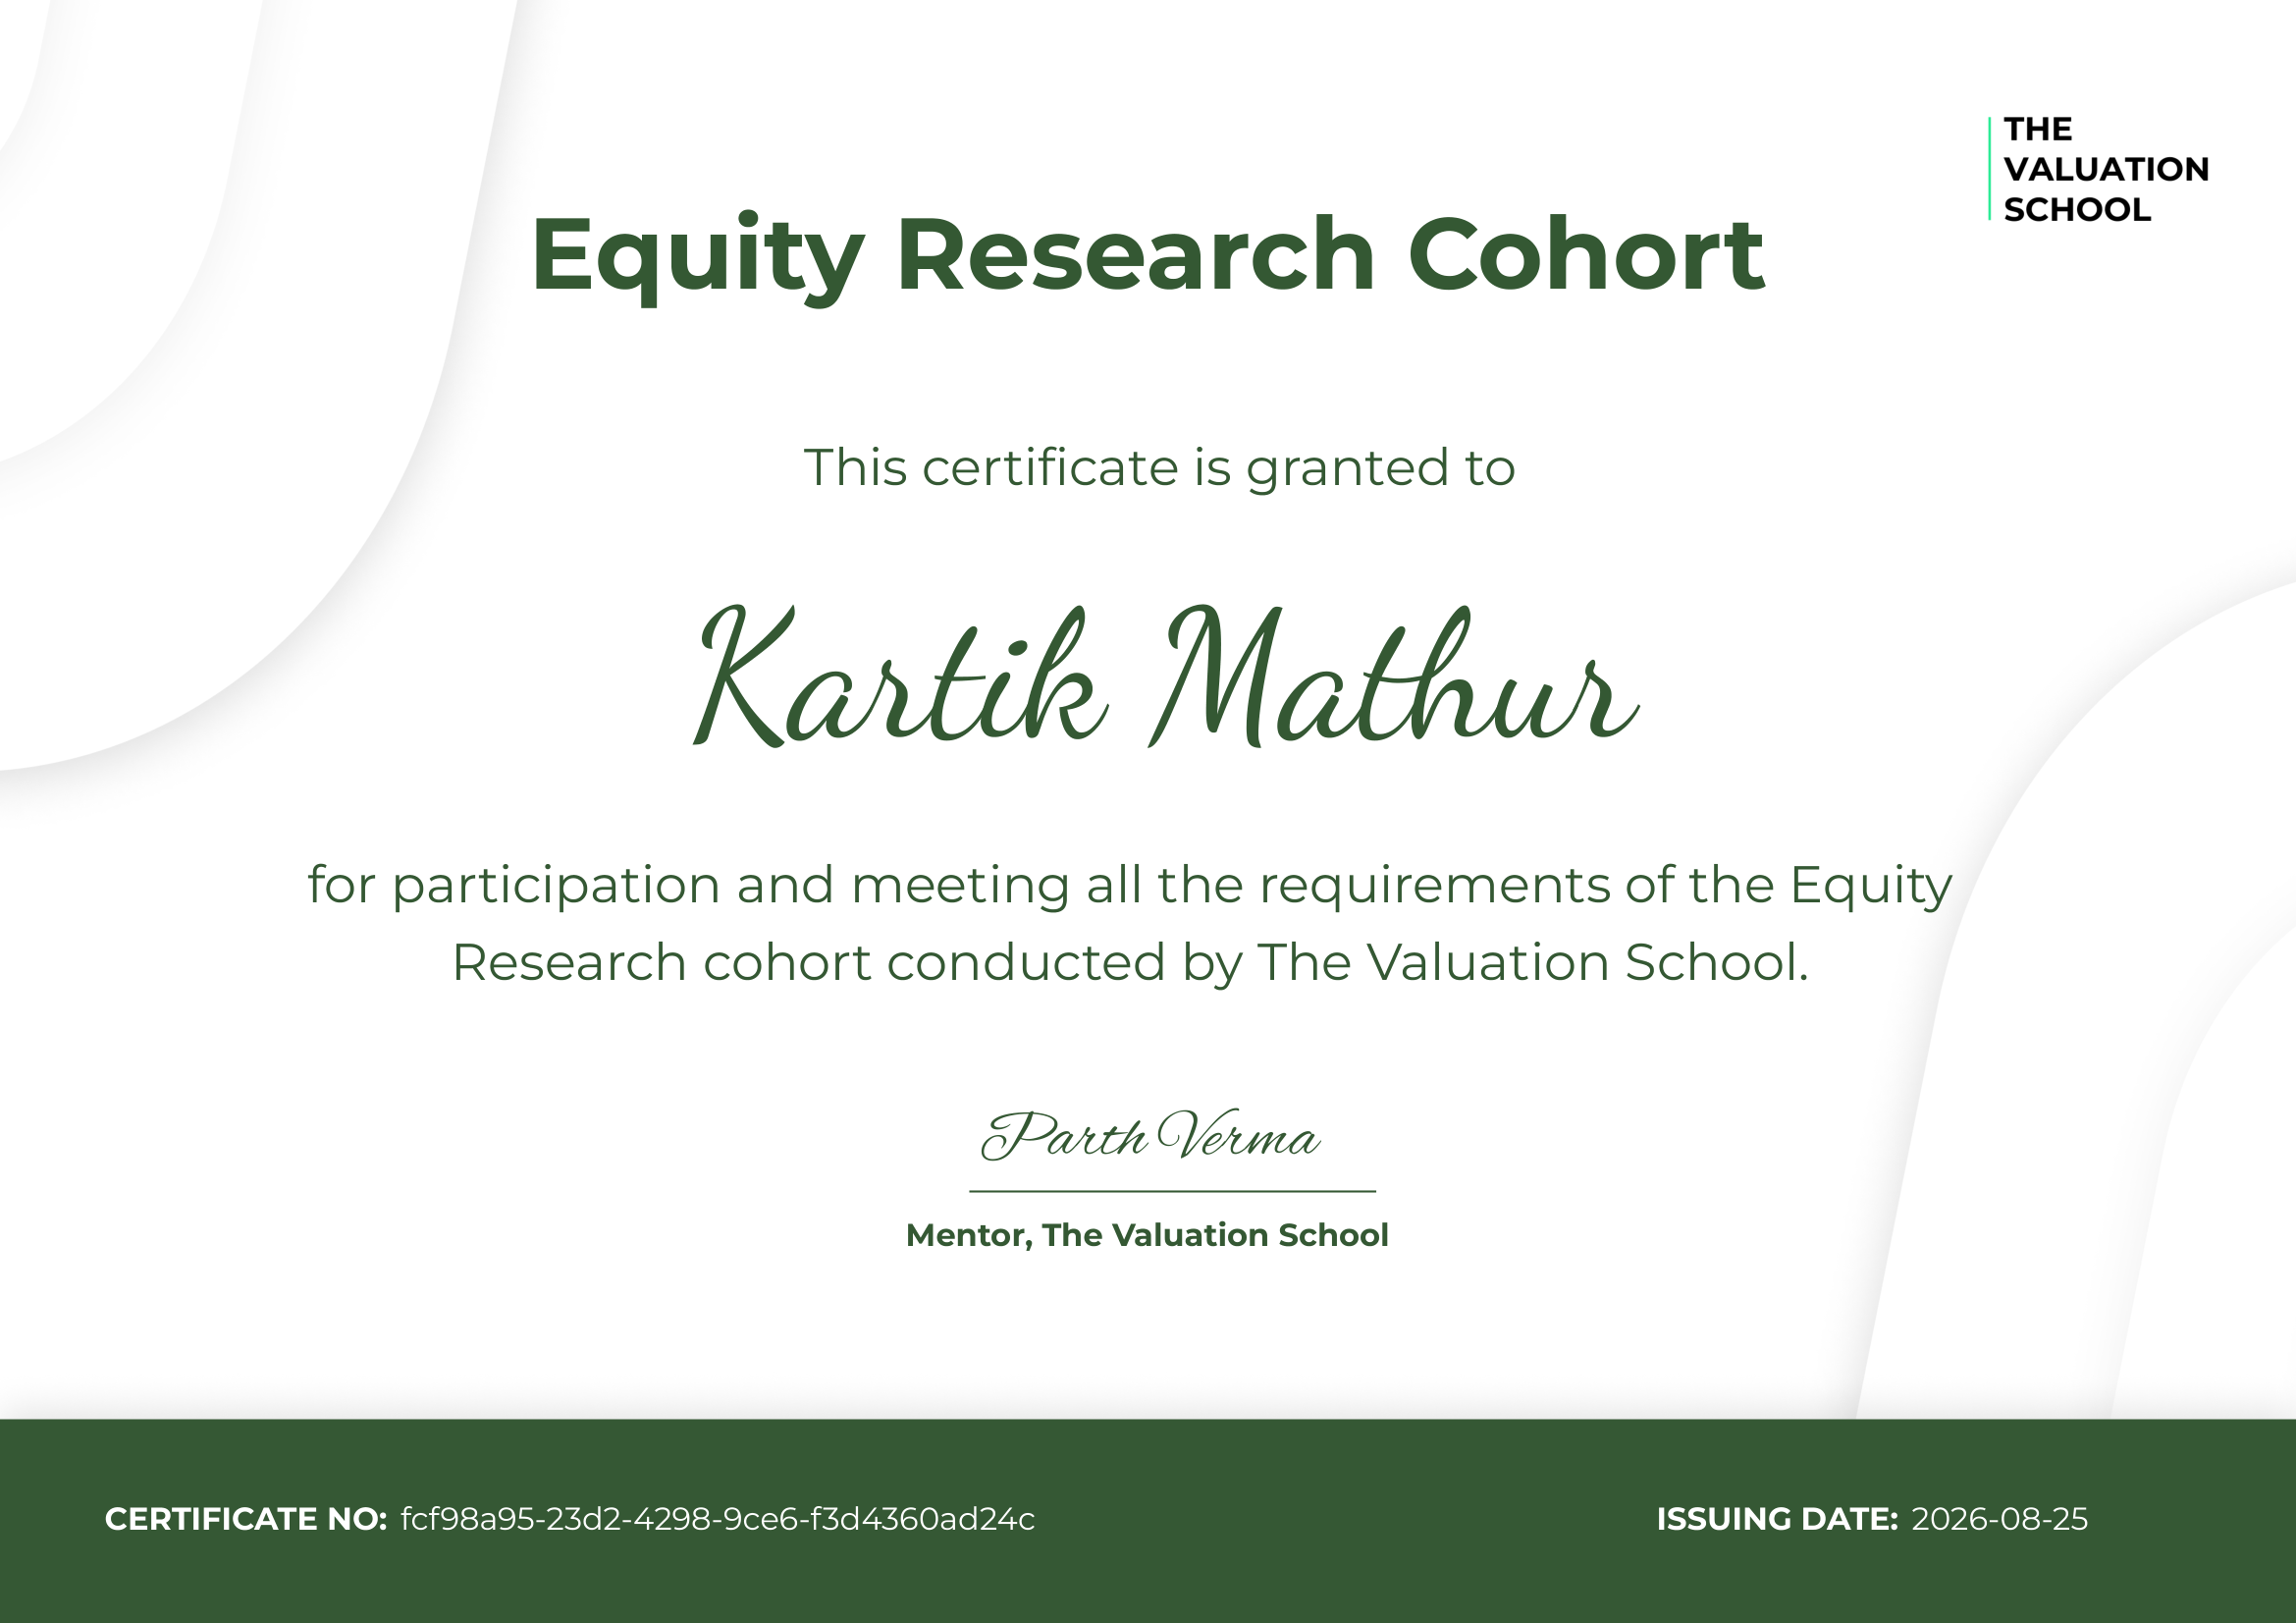 THE
VALUATION
SCHOOL
Equity Research Cohort
This certificate is granted to
Kartik Mathur
for participation and meeting all the requirements of the Equity
Research cohort conducted by The Valuation School.
Parth Verma
Mentor, The Valuation School
CERTIFICATE NO: fcf98a95-23d2-4298-9ce6-f3d4360ad24c
ISSUING DATE: 2026-08-25